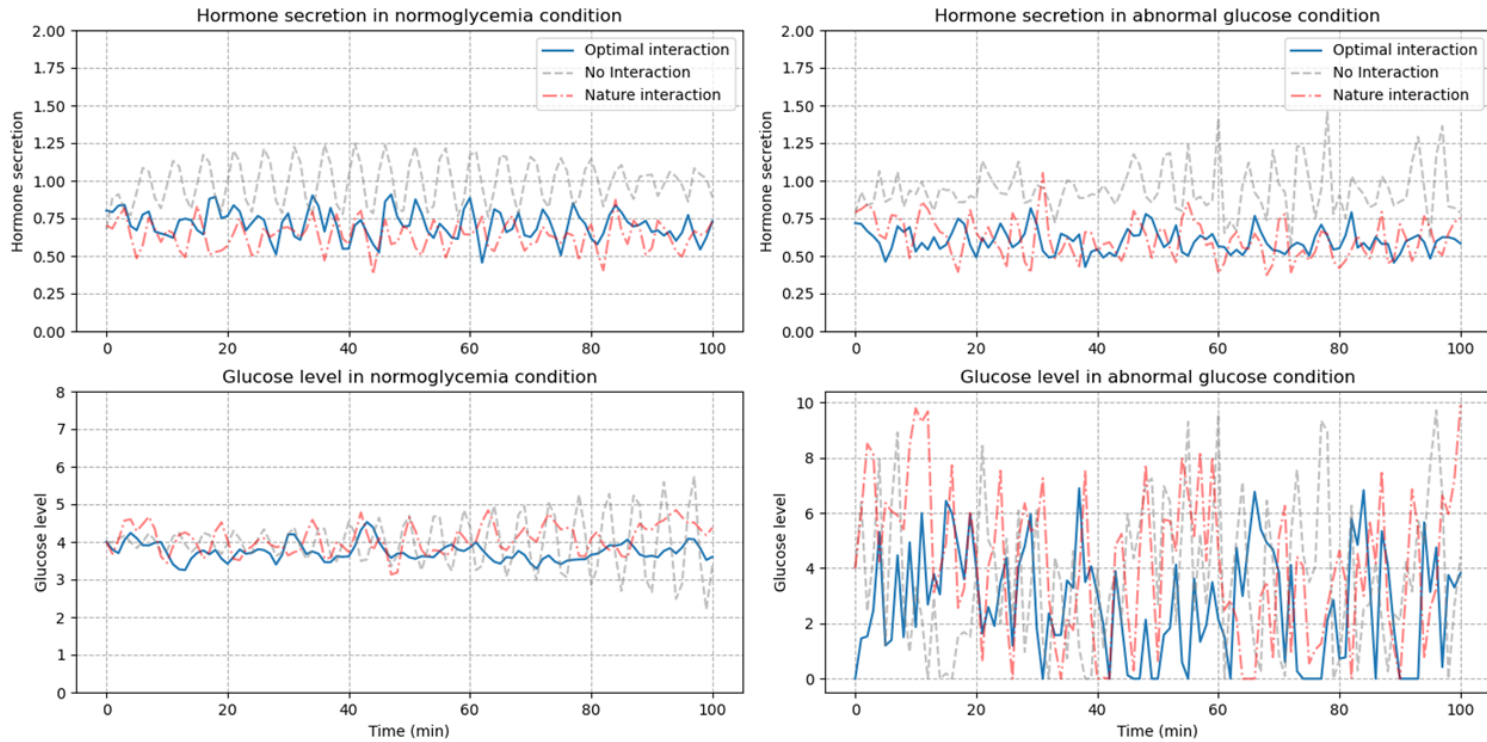 Hormone secretion in normoglycemia condition
2.00
1.75
1.50
1.25
1.00
0.75
0.50
0.25
0.00
Hormone secretion
Optimal interaction
No Interaction
Nature interaction
0 20 40 60 80 100
Hormone secretion in abnormal glucose condition
2.00
1.75
1.50
1.25
1.00
0.75
0.50
0.25
0.00
Hormone secretion
Optimal interaction
No Interaction
Nature interaction
0 20 40 60 80 100
Glucose level in normoglycemia condition
8
7
6
5
4
3
2
1
0
Glucose level
0 20 40 60 80 100
Time (min)
Glucose level in abnormal glucose condition
10
8
6
4
2
0
Glucose level
0 20 40 60 80 100
Time (min)